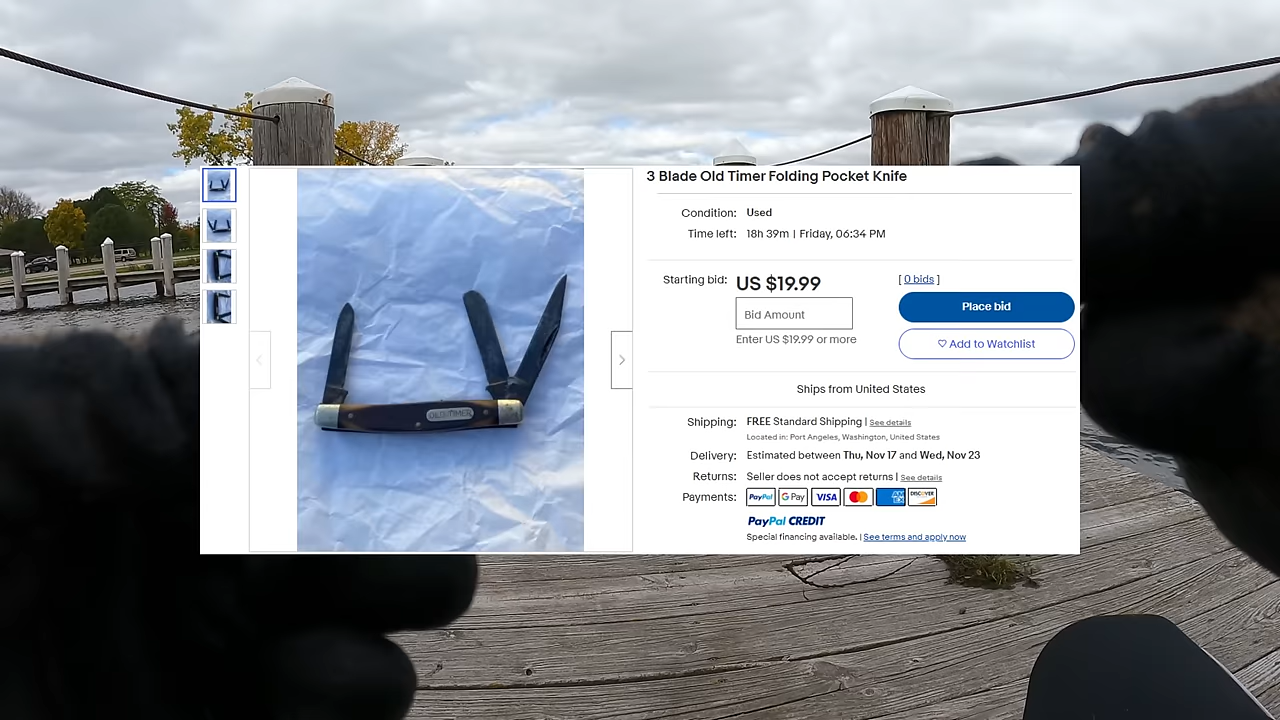 3 Blade Old Timer Folding Pocket Knife
Condition: Used
Time left: 18h 39m | Friday, 06:34 PM
Starting bid: US $19.99 [ 0 bids ]
Bid Amount
Place bid
Enter US $19.99 or more
Add to Watchlist
Ships from United States
OLD TIMER
Shipping: FREE Standard Shipping | See details
Located in: Port Angeles, Washington, United States
Delivery: Estimated between Thu, Nov 17 and Wed, Nov 23
Returns: Seller does not accept returns | See details
Payments: PayPal G Pay VISA MasterCard AMEX DISCOVER
PayPal CREDIT
Special financing available. | See terms and apply now